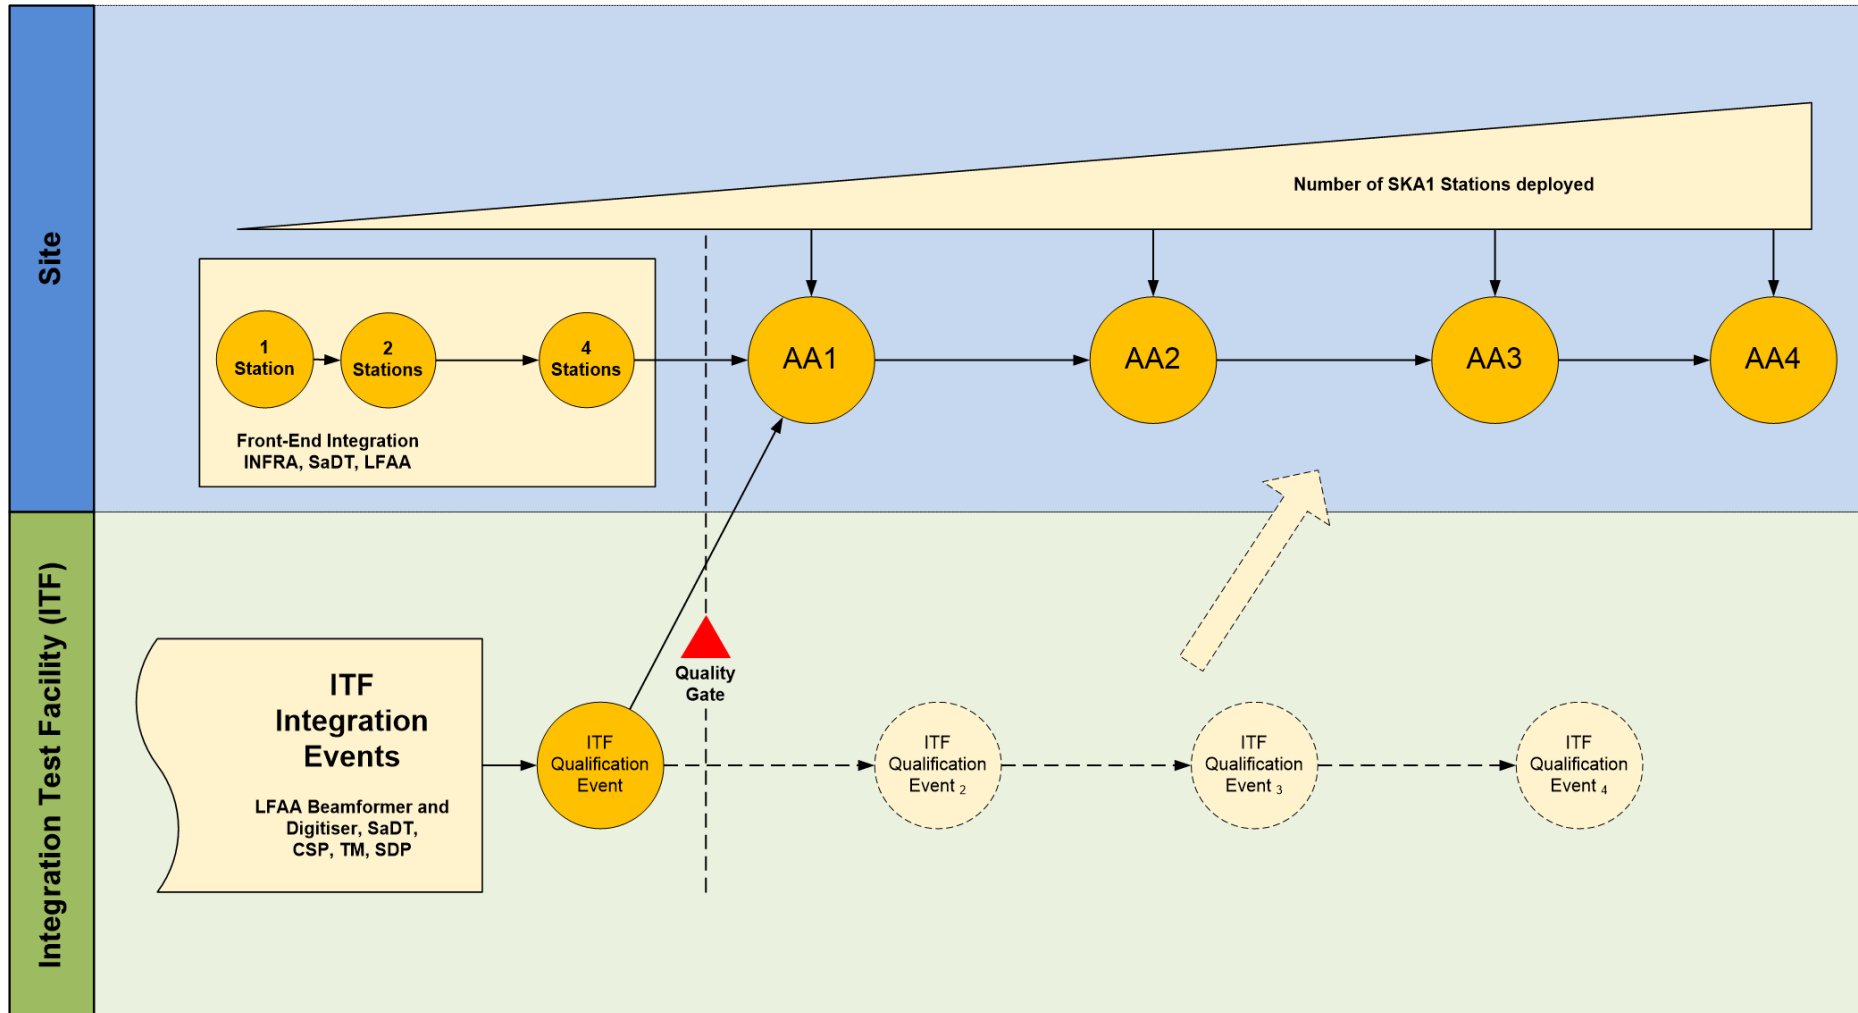 Site
Number of SKA1 Stations deployed
1
Station
2
Stations
4
Stations
AA1
AA2
AA3
AA4
Front-End Integration
INFRA, SaDT, LFAA
Integration Test Facility (ITF)
ITF
Integration
Events
LFAA Beamformer and
Digitiser, SaDT,
CSP, TM, SDP
ITF
Qualification
Event
Quality
Gate
ITF
Qualification
Event 2
ITF
Qualification
Event 3
ITF
Qualification
Event 4